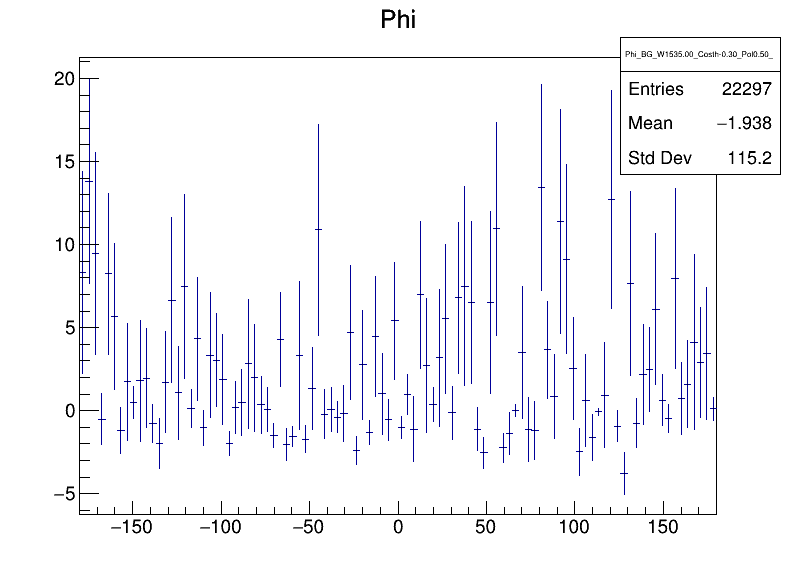 Phi
Phi_BG_W1535.00_Costh-0.30_Pol0.50_
Entries 22297
Mean −1.938
Std Dev 115.2
20
15
10
5
0
−5
−150 −100 −50 0 50 100 150